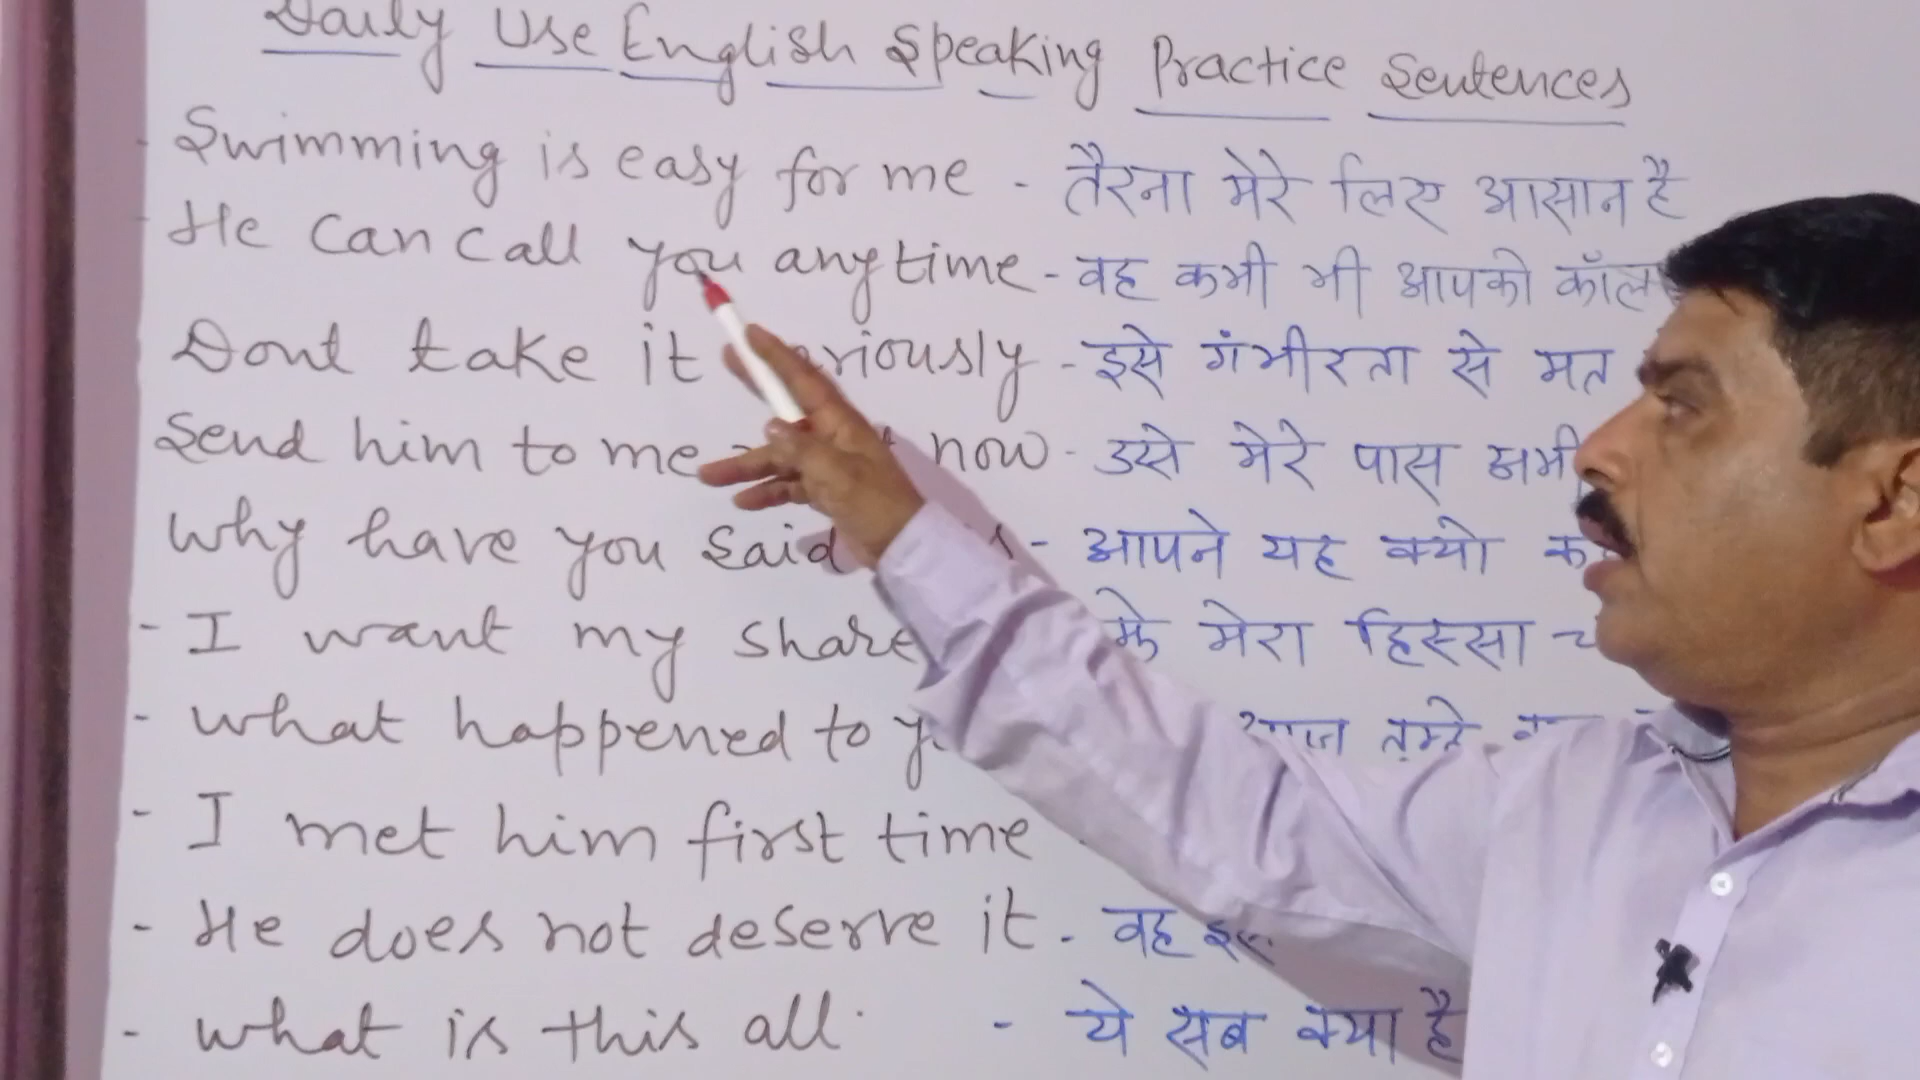 Daily Use English Speaking Practice Sentences
- Swimming is easy for me - तैरना मेरे लिए आसान है
- He can call you anytime - वह कभी भी आपको कॉल
Dont take it - इसे गंभीरता से मत
Send him to me now - उसे मेरे पास अभी
Why have you said - आपने यह क्यो
- I want my share मेरा हिस्सा
- what happened to
- I met him first time
- He does not deserve it - वह
- what is this all. - ये सब क्या है